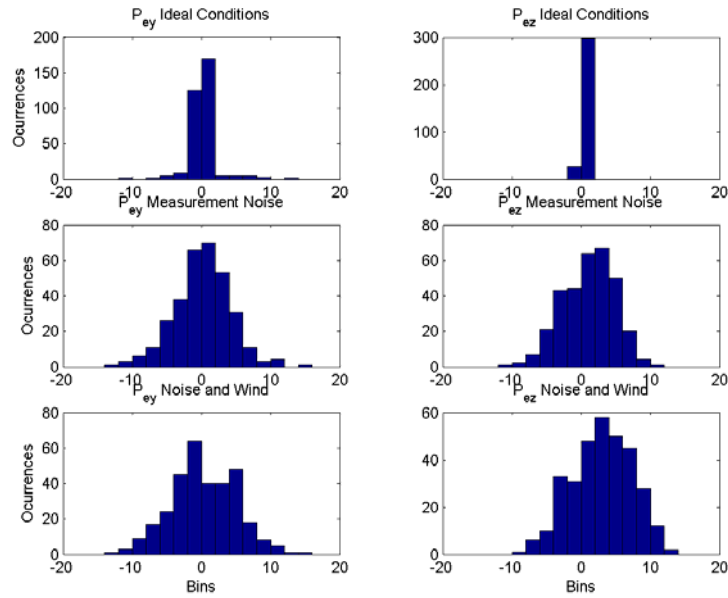 P_ey Ideal Conditions
200
150
100
50
0
Ocurrences
-20 -10 0 10 20
P_ez Ideal Conditions
300
200
100
0
-20 -10 0 10 20
P_ey Measurement Noise
80
60
40
20
0
Ocurrences
-20 -10 0 10 20
P_ez Measurement Noise
80
60
40
20
0
-20 -10 0 10 20
P_ey Noise and Wind
80
60
40
20
0
Ocurrences
-20 -10 0 10 20
Bins
P_ez Noise and Wind
60
40
20
0
-20 -10 0 10 20
Bins